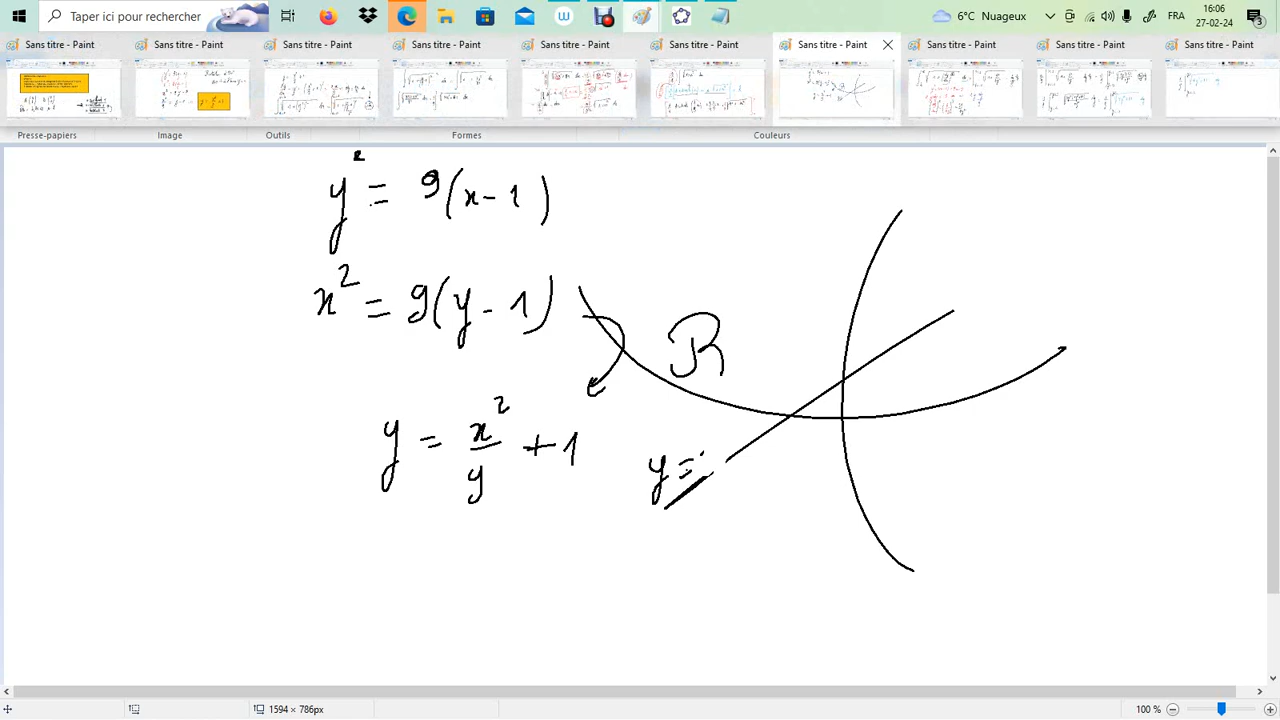 Taper ici pour rechercher
6°C Nuageux
FRA
16:06
27-02-24
3
Sans titre - Paint
Sans titre - Paint
Sans titre - Paint
Sans titre - Paint
Sans titre - Paint
Sans titre - Paint
Sans titre - Paint
Sans titre - Paint
Sans titre - Paint
Sans titre - Paint
Presse-papiers
Image
Outils
Formes
Couleurs
y² = 9(x-1)
x² = 9(y-1)
R
y = x²/9 + 1
y =
1594 × 786px
100 %